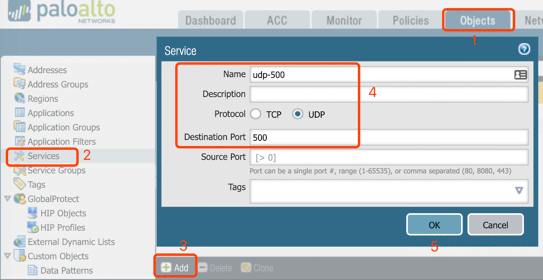 paloalto
NETWORKS
Dashboard ACC Monitor Policies Objects Netw
1
Service
Name udp-500
Description
4
Protocol TCP UDP
Destination Port 500
Source Port [> 0]
Port can be a single port #, range (1-65535), or comma separated (80, 8080, 443)
Tags
OK Cancel
5
Addresses
Address Groups
Regions
Applications
Application Groups
Application Filters
Services 2
Service Groups
Tags
GlobalProtect
HIP Objects
HIP Profiles
External Dynamic Lists
Custom Objects
Data Patterns
3
Add Delete Clone